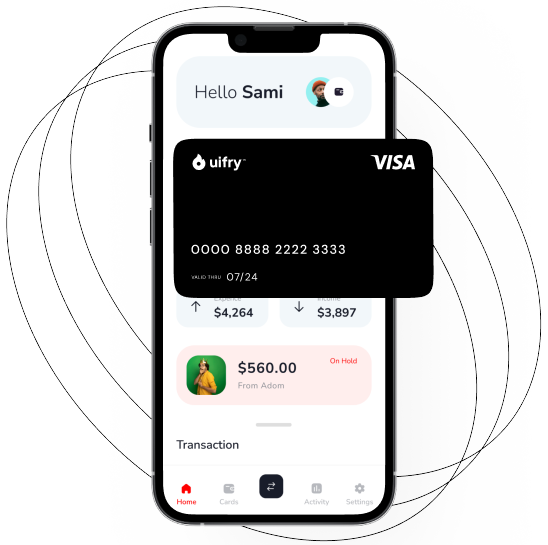 Hello Sami
uifry™
VISA
0000 8888 2222 3333
VALID THRU 07/24
Income
$4,264
$3,897
$560.00
On Hold
From Adom
Transaction
Home
Cards
Activity
Settings